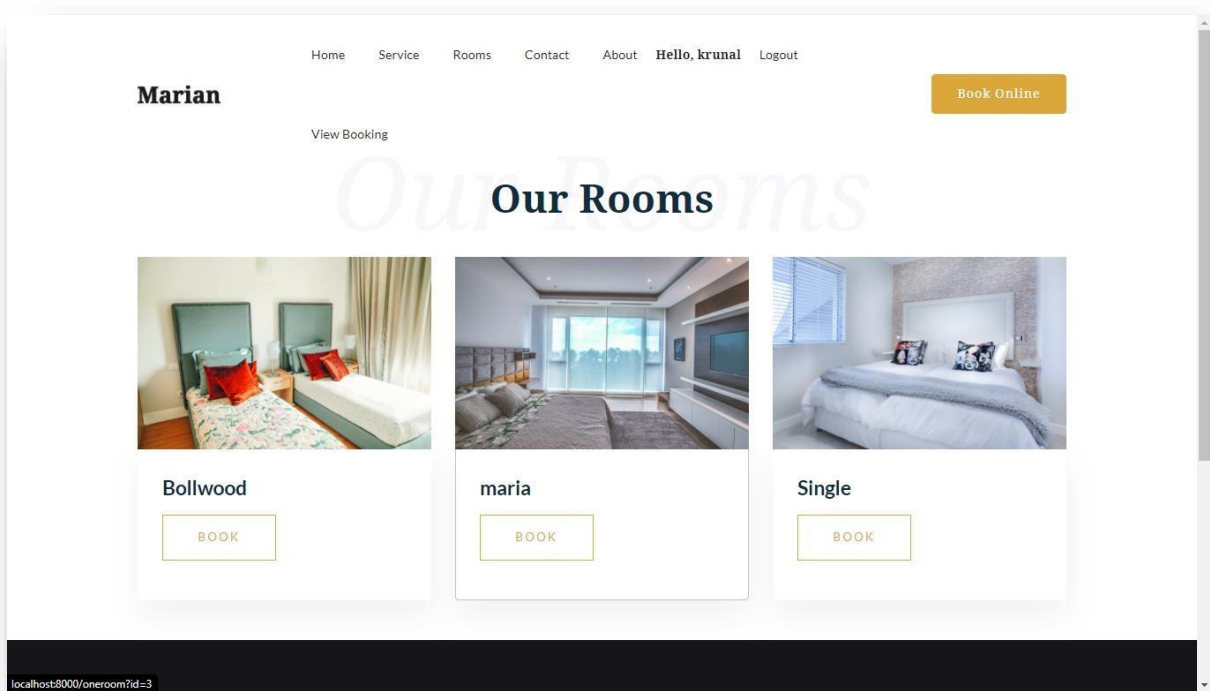 Home Service Rooms Contact About Hello, krunal Logout
Marian
Book Online
View Booking
Our Rooms
Our Rooms
Bollwood
maria
Single
BOOK
BOOK
BOOK
localhost:8000/oneroom?id=3